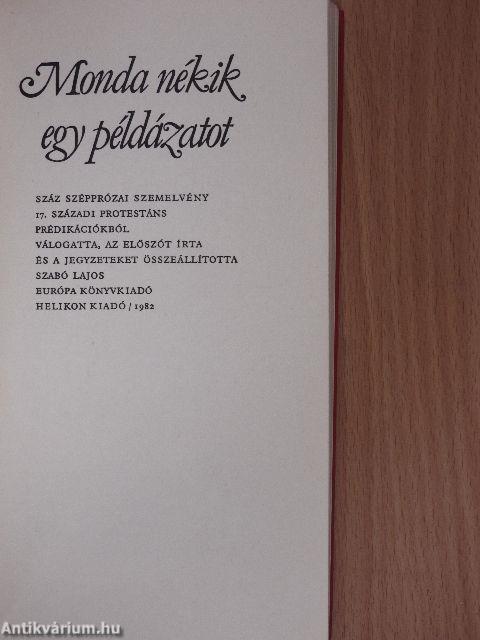 Monda nékik
egy példázatot
SZÁZ SZÉPPRÓZAI SZEMELVÉNY
17. SZÁZADI PROTESTÁNS
PRÉDIKÁCIÓKBÓL
VÁLOGATTA, AZ ELŐSZÓT ÍRTA
ÉS A JEGYZETEKET ÖSSZEÁLLÍTOTTA
SZABÓ LAJOS
EURÓPA KÖNYVKIADÓ
HELIKON KIADÓ / 1982
Antikvárium.hu